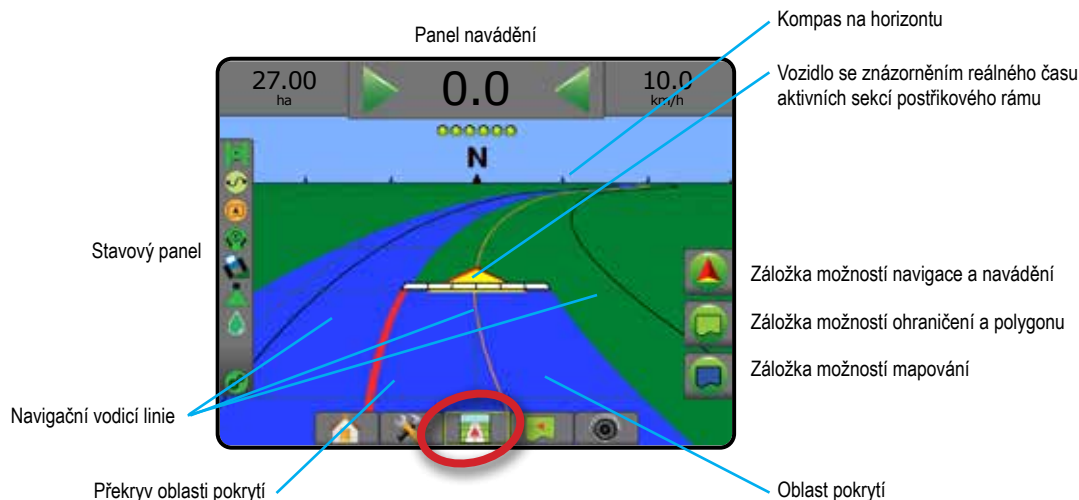 Kompas na horizontu
Panel navádění
Vozidlo se znázorněním reálného času
aktivních sekcí postřikového rámu
27.00
ha
0.0
10.0
km/h
N
Stavový panel
Záložka možností navigace a navádění
Záložka možností ohraničení a polygonu
Záložka možností mapování
Navigační vodicí linie
Překryv oblasti pokrytí
Oblast pokrytí